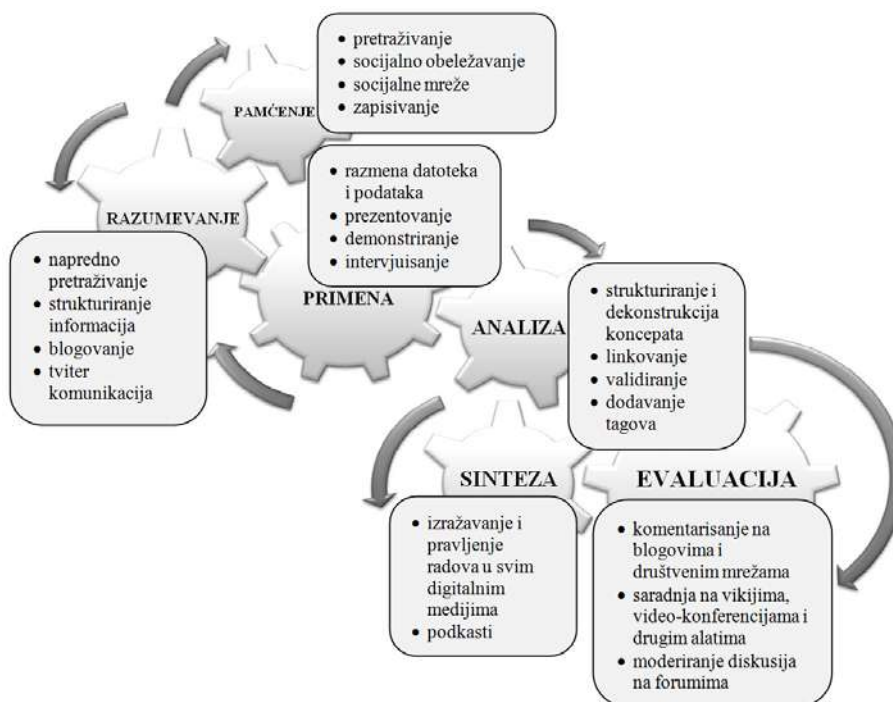 PAMĆENJE
• pretraživanje
• socijalno obeležavanje
• socijalne mreže
• zapisivanje
RAZUMEVANJE
• napredno
pretraživanje
• strukturiranje
informacija
• blogovanje
• tviter
komunikacija
PRIMENA
• razmena datoteka
i podataka
• prezentovanje
• demonstriranje
• intervjuisanje
ANALIZA
• strukturiranje i
dekonstrukcija
koncepata
• linkovanje
• validiranje
• dodavanje
tagova
SINTEZA
• izražavanje i
pravljenje
radova u svim
digitalnim
medijima
• podkasti
EVALUACIJA
• komentarisanje na
blogovima i
društvenim mrežama
• saradnja na vikijima,
video-konferencijama i
drugim alatima
• moderiranje diskusija
na forumima